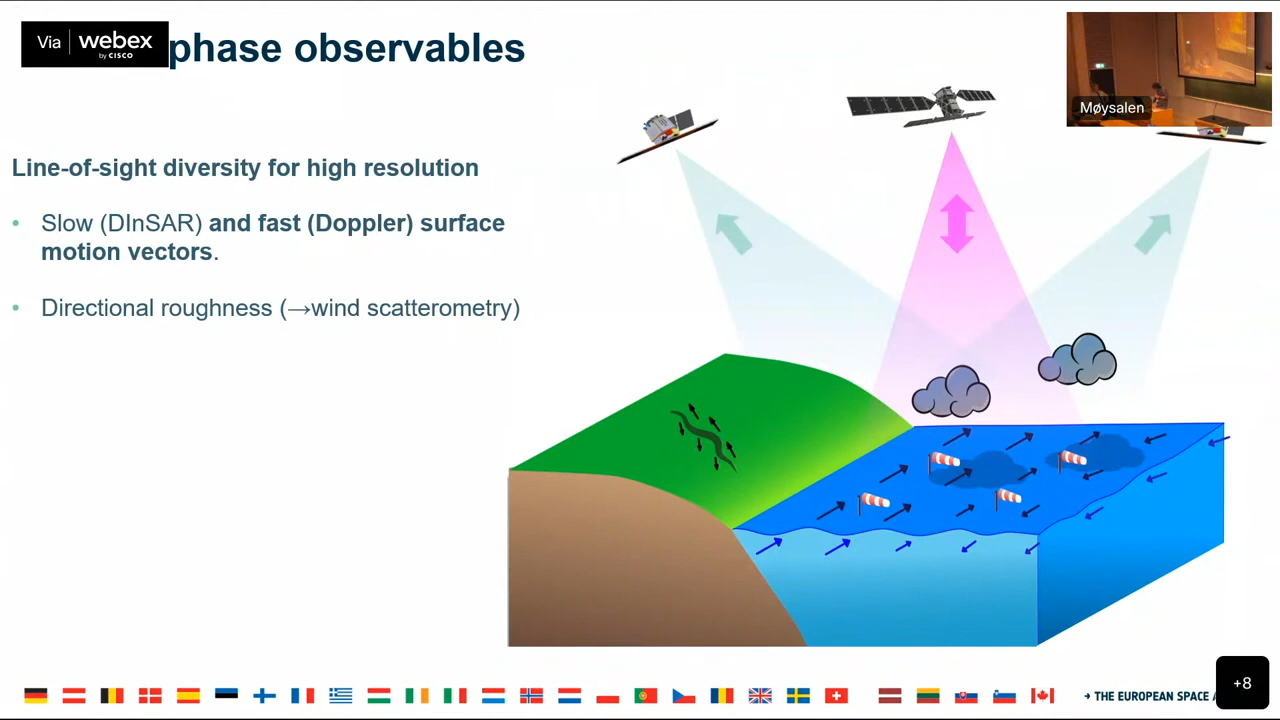 Via webex
by CISCO
phase observables
Møysalen
Line-of-sight diversity for high resolution
• Slow (DInSAR) and fast (Doppler) surface
motion vectors.
• Directional roughness (→wind scatterometry)
→ THE EUROPEAN SPACE
+8